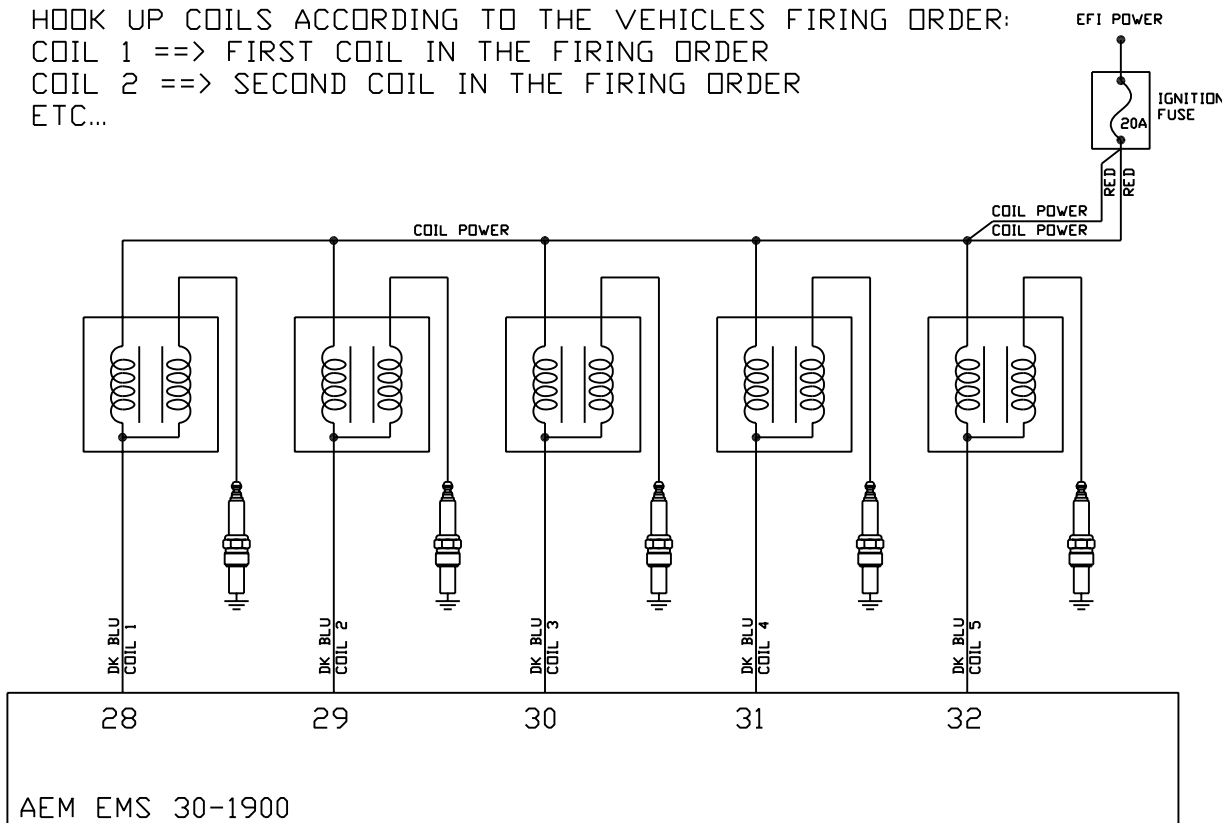 HOOK UP COILS ACCORDING TO THE VEHICLES FIRING ORDER:
COIL 1 ==> FIRST COIL IN THE FIRING ORDER
COIL 2 ==> SECOND COIL IN THE FIRING ORDER
ETC...
EFI POWER
IGNITION
FUSE
20A
RED
RED
COIL POWER
COIL POWER
COIL POWER
DK BLU
COIL 1
DK BLU
COIL 2
DK BLU
COIL 3
DK BLU
COIL 4
DK BLU
COIL 5
28
29
30
31
32
AEM EMS 30-1900